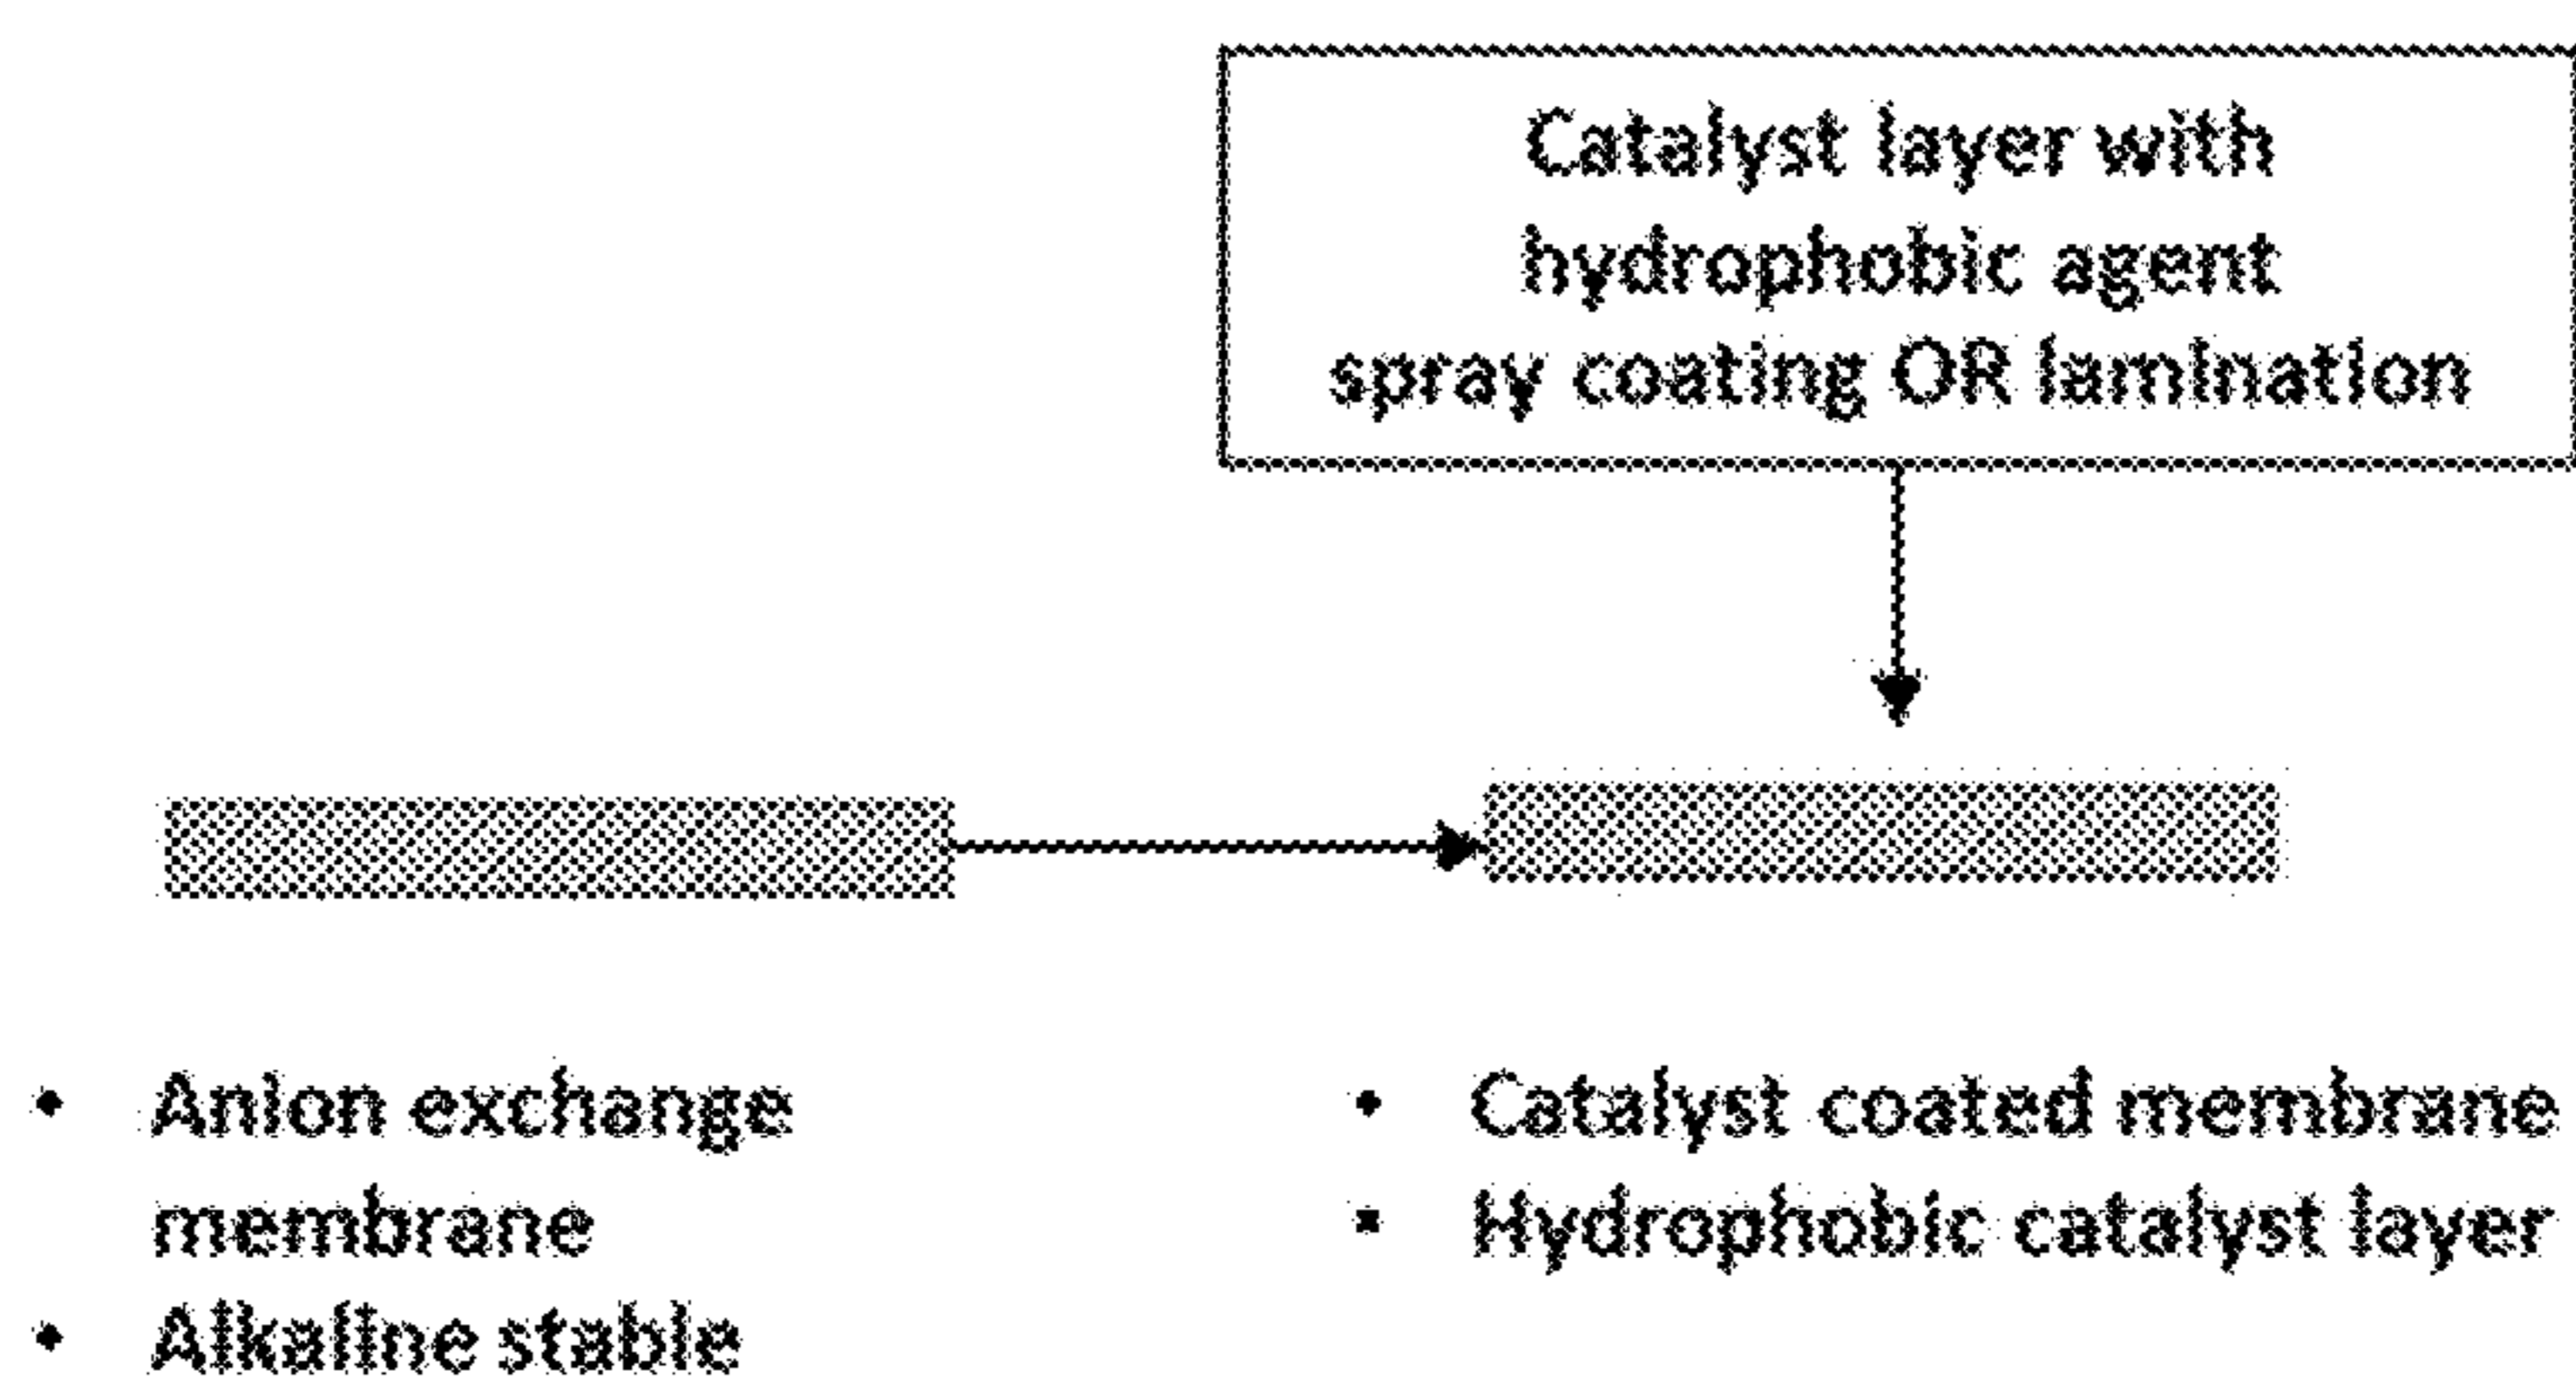 Catalyst layer with
hydrophobic agent
spray coating OR lamination
• Anion exchange
membrane
• Alkaline stable
• Catalyst coated membrane
• Hydrophobic catalyst layer